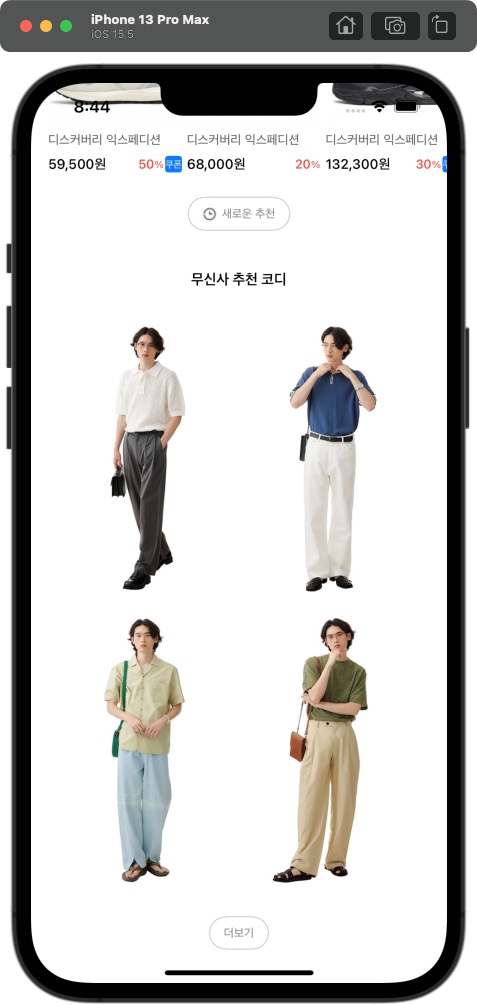 iPhone 13 Pro Max
iOS 15.5
8:44
디스커버리 익스페디션 디스커버리 익스페디션 디스커버리 익스페디션
59,500원 50% 쿠폰 68,000원 20% 132,300원 30%
새로운 추천
무신사 추천 코디
더보기